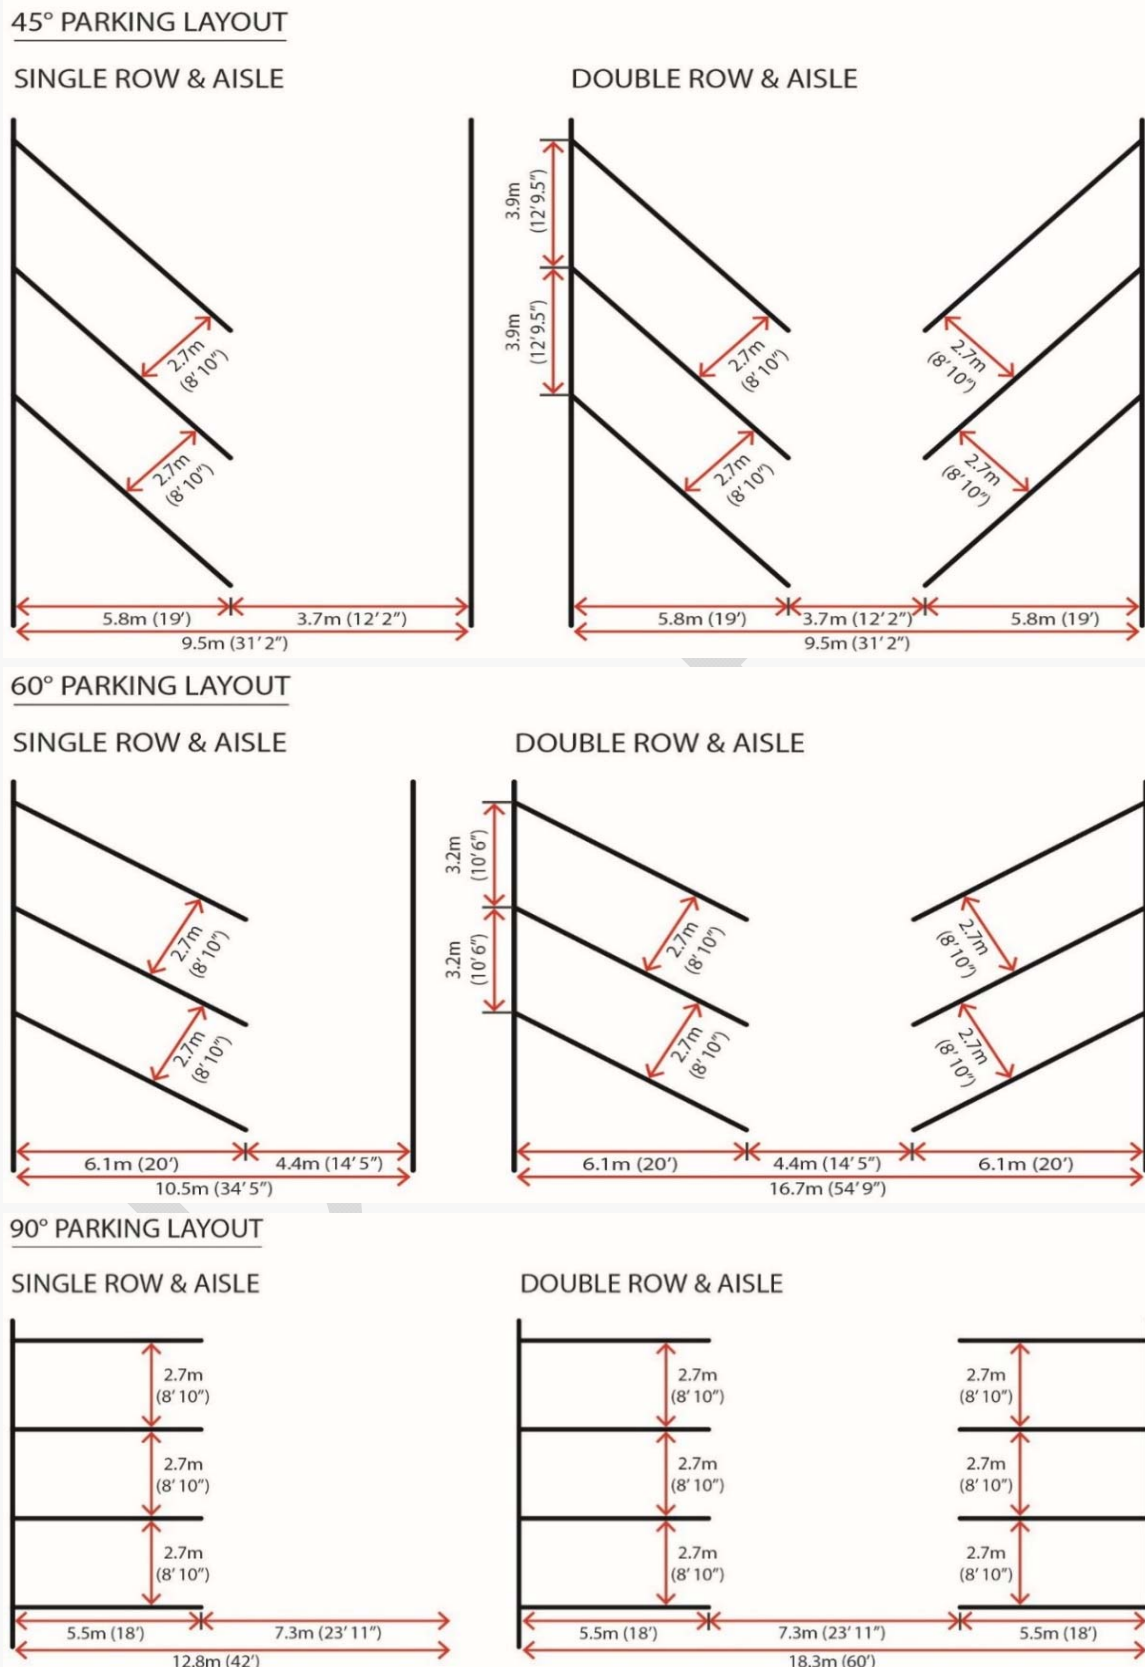 45° PARKING LAYOUT
SINGLE ROW & AISLE
DOUBLE ROW & AISLE
3.9m
(12'9.5")
3.9m
(12'9.5")
2.7m
(8'10")
2.7m
(8'10")
2.7m
(8'10")
2.7m
(8'10")
2.7m
(8'10")
2.7m
(8'10")
5.8m (19')
3.7m (12'2")
9.5m (31'2")
5.8m (19')
3.7m (12'2")
5.8m (19')
9.5m (31'2")
60° PARKING LAYOUT
SINGLE ROW & AISLE
DOUBLE ROW & AISLE
3.2m
(10'6")
3.2m
(10'6")
2.7m
(8'10")
2.7m
(8'10")
2.7m
(8'10")
2.7m
(8'10")
2.7m
(8'10")
2.7m
(8'10")
6.1m (20')
4.4m (14'5")
10.5m (34'5")
6.1m (20')
4.4m (14'5")
6.1m (20')
16.7m (54'9")
90° PARKING LAYOUT
SINGLE ROW & AISLE
DOUBLE ROW & AISLE
2.7m
(8'10")
2.7m
(8'10")
2.7m
(8'10")
2.7m
(8'10")
2.7m
(8'10")
2.7m
(8'10")
2.7m
(8'10")
2.7m
(8'10")
2.7m
(8'10")
5.5m (18')
7.3m (23'11")
12.8m (42')
5.5m (18')
7.3m (23'11")
5.5m (18')
18.3m (60')